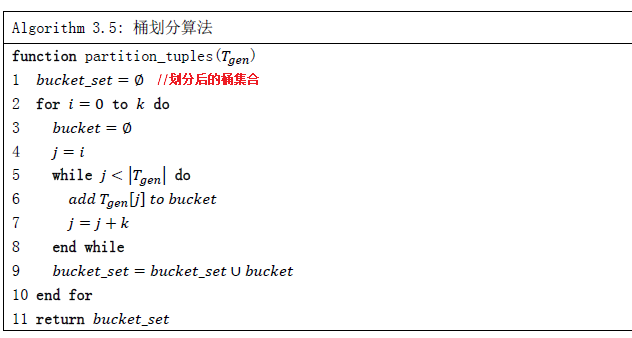 Algorithm 3.5: 桶划分算法
function partition_tuples(T_gen)
1 bucket_set = ∅ //划分后的桶集合
2 for i = 0 to k do
3 bucket = ∅
4 j = i
5 while j < |T_gen| do
6 add T_gen[j] to bucket
7 j = j + k
8 end while
9 bucket_set = bucket_set ∪ bucket
10 end for
11 return bucket_set